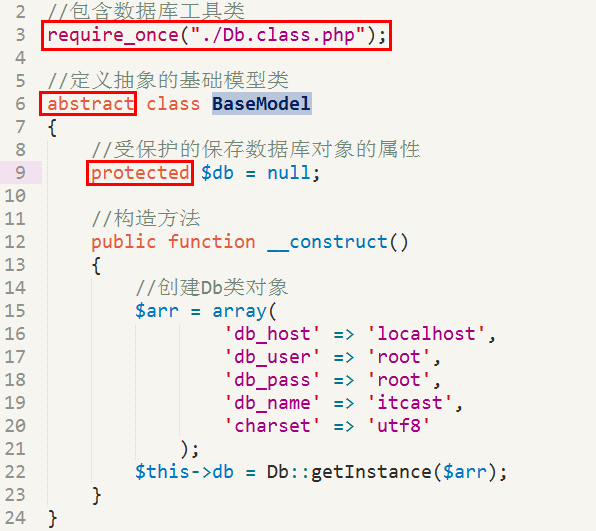 2 //包含数据库工具类
3 require_once("./Db.class.php");
4
5 //定义抽象的基础模型类
6 abstract class BaseModel
7 {
8 //受保护的保存数据库对象的属性
9 protected $db = null;
10
11 //构造方法
12 public function __construct()
13 {
14 //创建Db类对象
15 $arr = array(
16 'db_host' => 'localhost',
17 'db_user' => 'root',
18 'db_pass' => 'root',
19 'db_name' => 'itcast',
20 'charset' => 'utf8'
21 );
22 $this->db = Db::getInstance($arr);
23 }
24 }